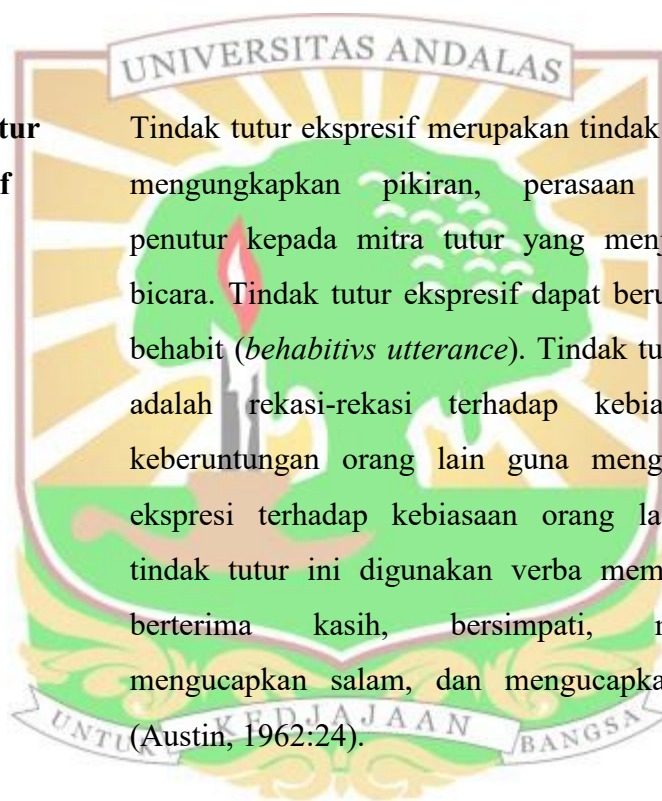 UNIVERSITAS ANDALAS
tur Tindak tutur ekspresif merupakan tindak
f mengungkapkan pikiran, perasaan
penutur kepada mitra tutur yang menj
bicara. Tindak tutur ekspresif dapat beru
behabit (behabitivs utterance). Tindak tu
adalah rekasi-rekasi terhadap kebia
keberuntungan orang lain guna meng
ekspresi terhadap kebiasaan orang la
tindak tutur ini digunakan verba mem
berterima kasih, bersimpati,
mengucapkan salam, dan mengucapka
(Austin, 1962:24).
UNTUK KEDJAJAAN BANGSA